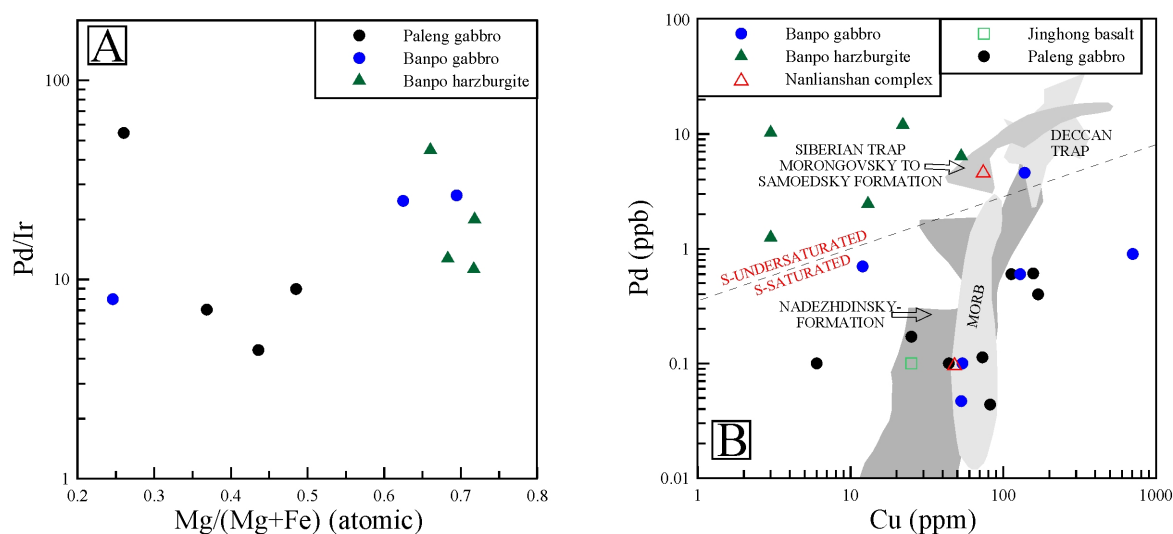 A
Paleng gabbro
Banpo gabbro
Banpo harzburgite
100
10
1
Pd/Ir
0.2
0.3
0.4
0.5
0.6
0.7
0.8
Mg/(Mg+Fe) (atomic)
Banpo gabbro
Banpo harzburgite
Nanlianshan complex
Jinghong basalt
Paleng gabbro
100
10
1
0.1
0.01
Pd (ppb)
SIBERIAN TRAP
MORONGOVSKY TO
SAMOEDSKY FORMATION
DECCAN
TRAP
S-UNDERSATURATED
S-SATURATED
NADEZHDINSKY-
FORMATION
MORB
B
1
10
100
1000
Cu (ppm)